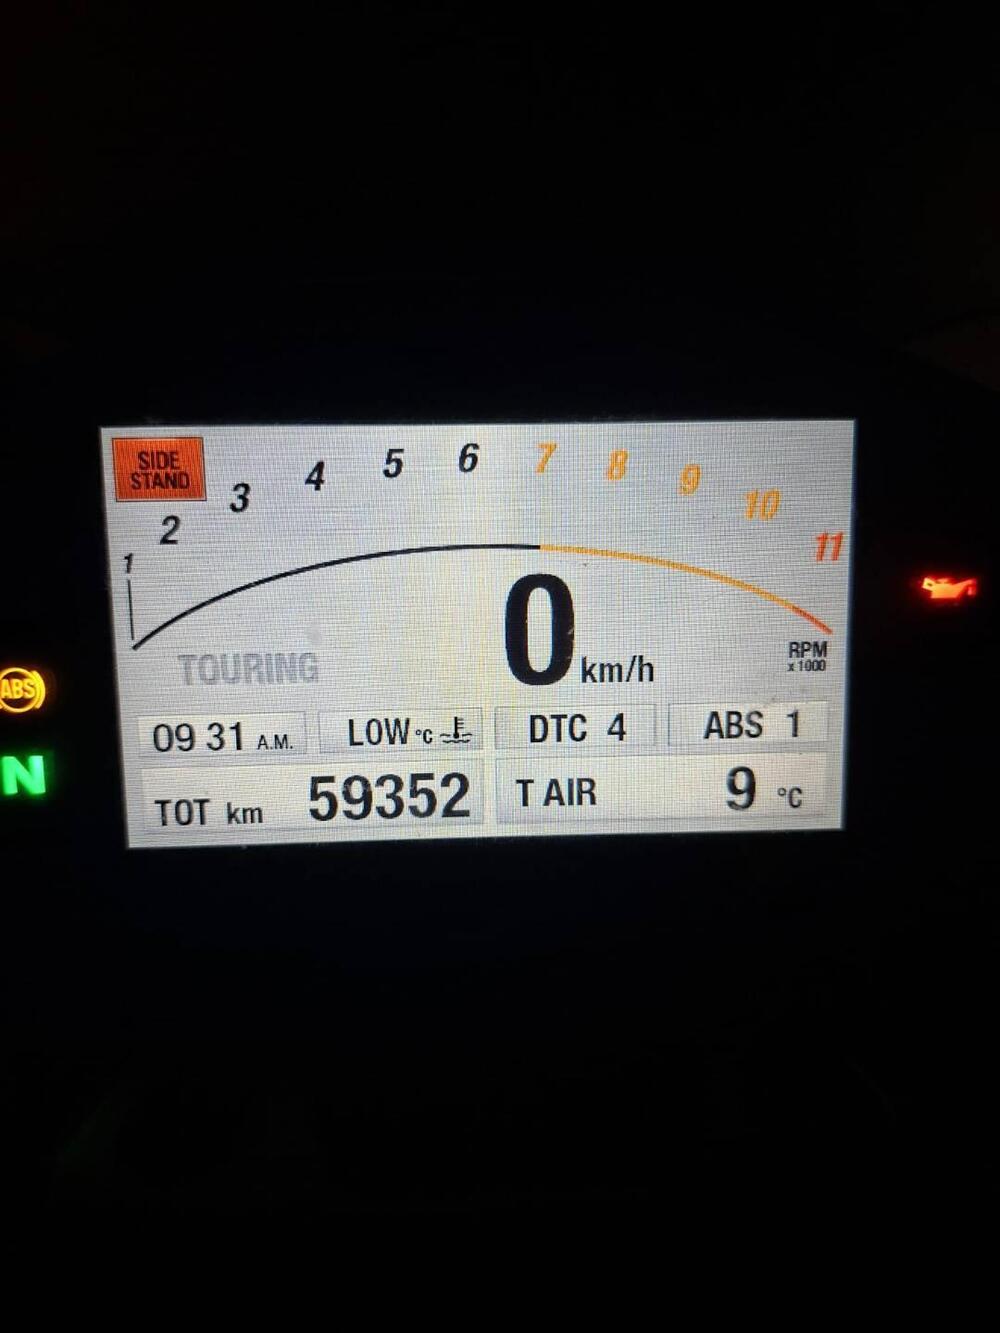 SIDE
STAND
1 2 3 4 5 6 7 8 9 10 11
0 km/h
RPM
x 1000
TOURING
ABS
N
09 31 A.M.
LOW °C
DTC 4
ABS 1
TOT km 59352
T AIR 9 °C